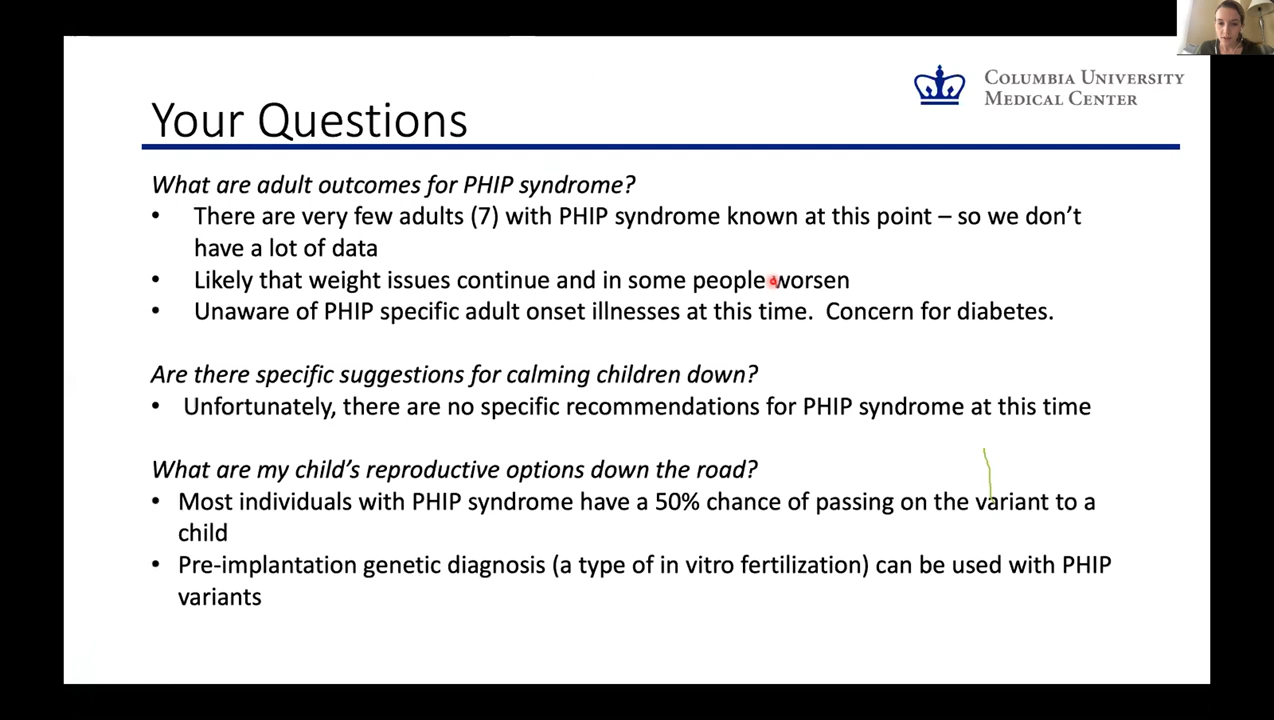 COLUMBIA UNIVERSITY
MEDICAL CENTER
Your Questions
What are adult outcomes for PHIP syndrome?
• There are very few adults (7) with PHIP syndrome known at this point – so we don't
have a lot of data
• Likely that weight issues continue and in some people worsen
• Unaware of PHIP specific adult onset illnesses at this time. Concern for diabetes.
Are there specific suggestions for calming children down?
• Unfortunately, there are no specific recommendations for PHIP syndrome at this time
What are my child's reproductive options down the road?
• Most individuals with PHIP syndrome have a 50% chance of passing on the variant to a
child
• Pre-implantation genetic diagnosis (a type of in vitro fertilization) can be used with PHIP
variants